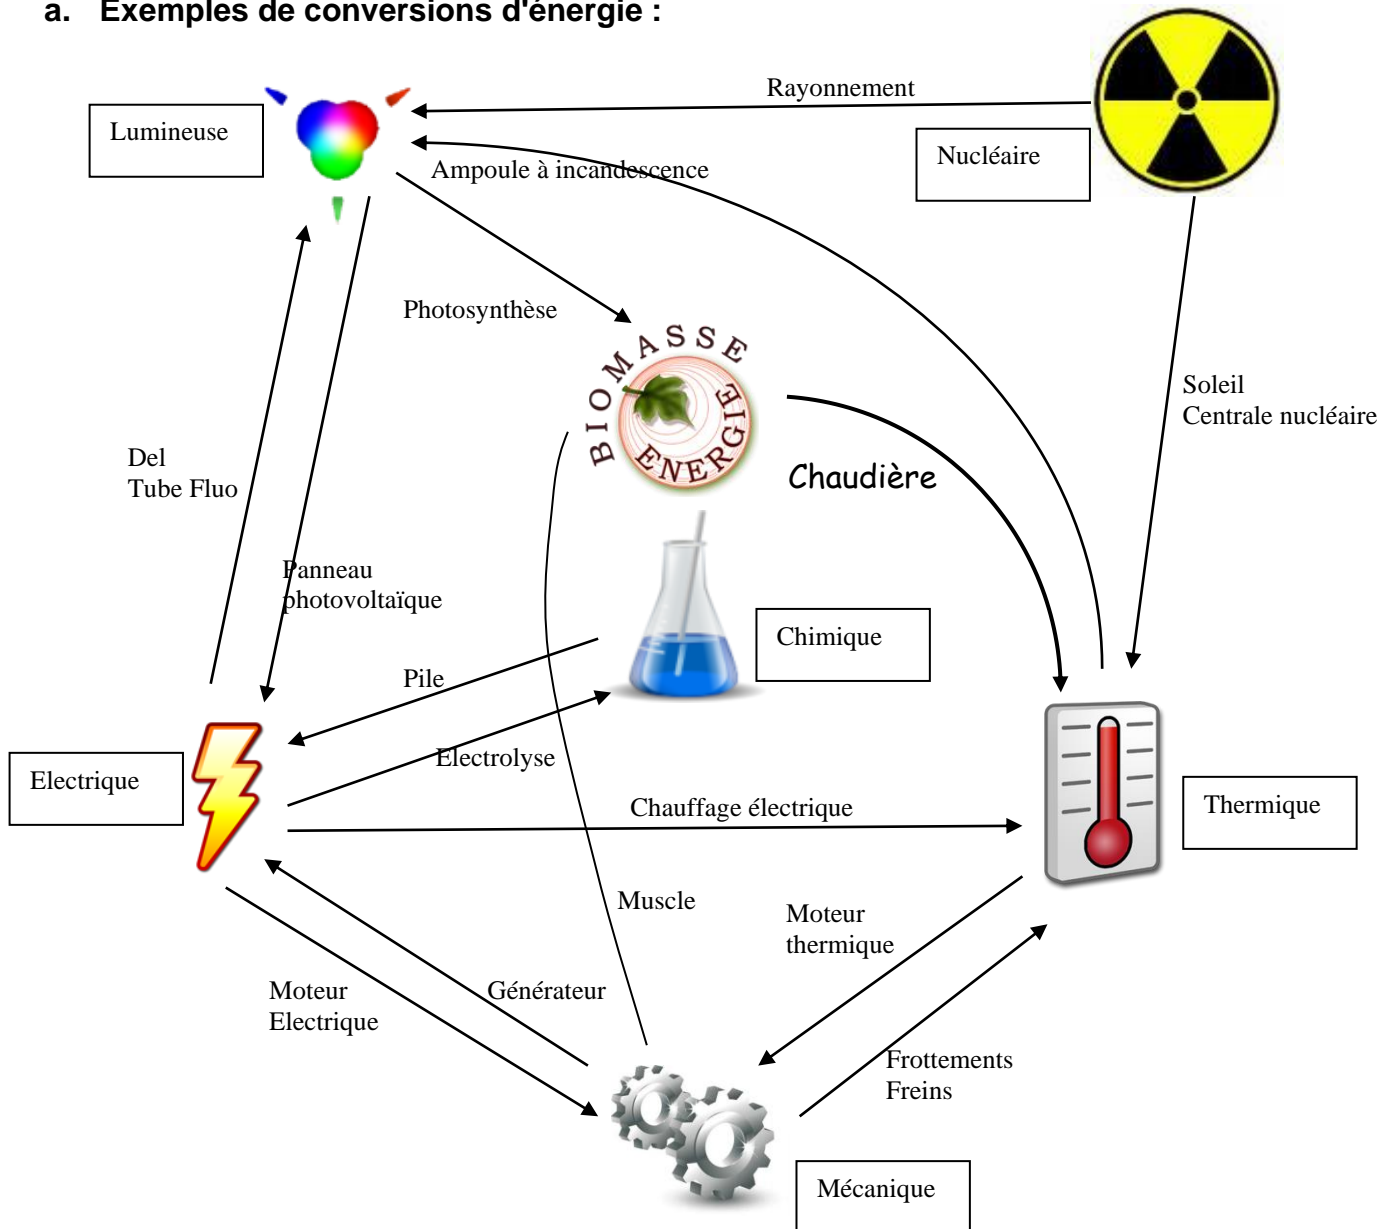 a. Exemples de conversions d'énergie :
Rayonnement
Lumineuse
Nucléaire
Ampoule à incandescence
Photosynthèse
BIOMASSE
ENERGIE
Soleil
Centrale nucléaire
Chaudière
Del
Tube Fluo
Panneau
photovoltaïque
Chimique
Pile
Electrolyse
Electrique
Chauffage électrique
Thermique
Muscle
Moteur
thermique
Moteur
Electrique
Générateur
Frottements
Freins
Mécanique